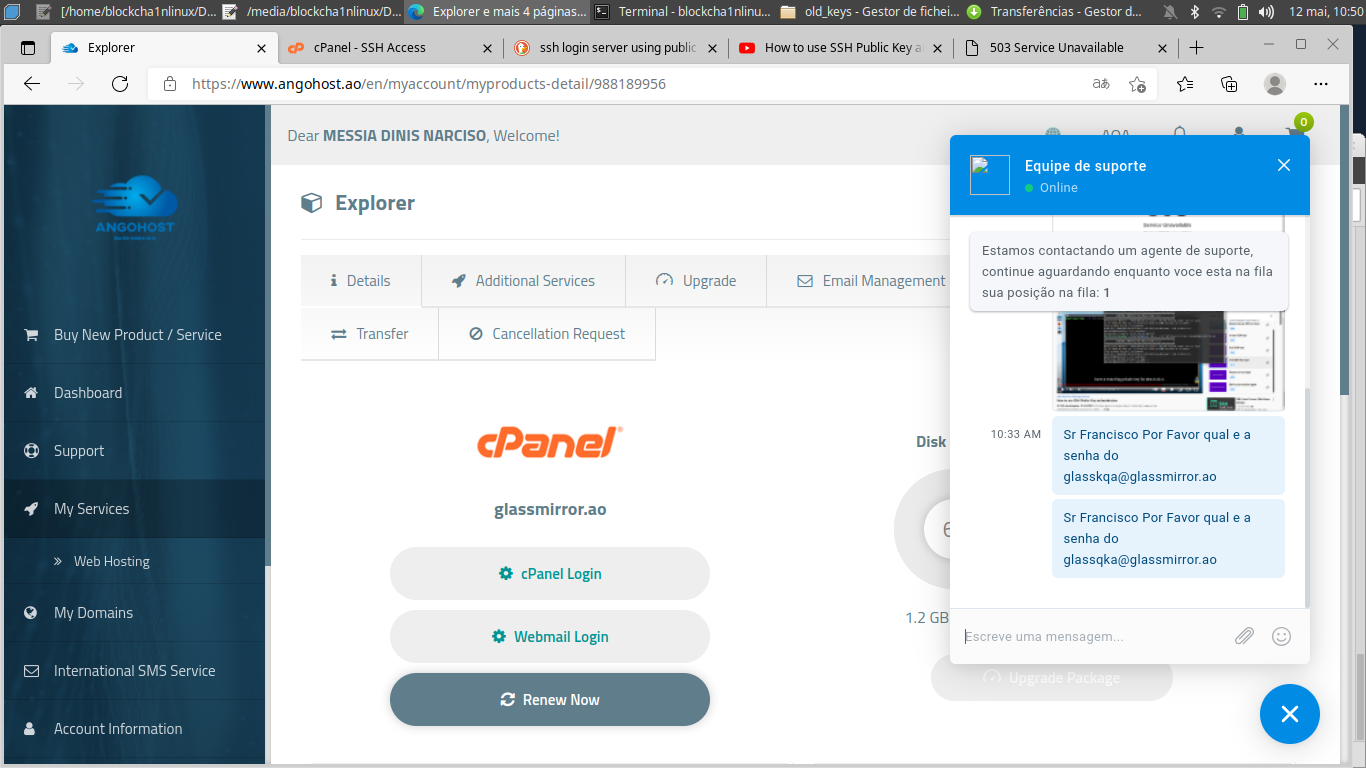 [/home/blockcha1nlinux/D...
/media/blockcha1nlinux/D...
Explorer e mais 4 páginas...
Terminal - blockcha1nlinu...
old_keys - Gestor de fichei...
Transferências - Gestor d...
12 mai, 10:50
Explorer
cPanel - SSH Access
ssh login server using public
How to use SSH Public Key a
503 Service Unavailable
https://www.angohost.ao/en/myaccount/myproducts-detail/988189956
ANGOHOST
Buy New Product / Service
Dashboard
Support
My Services
Web Hosting
My Domains
International SMS Service
Account Information
Dear MESSIA DINIS NARCISO, Welcome!
AOA
0
Explorer
Details
Additional Services
Upgrade
Email Management
Transfer
Cancellation Request
cPanel
glassmirror.ao
cPanel Login
Webmail Login
Renew Now
Disk
6
1.2 GB
Upgrade Package
Equipe de suporte
Online
Service Unavailable
Estamos contactando um agente de suporte,
continue aguardando enquanto voce esta na fila
sua posição na fila: 1
10:33 AM
Sr Francisco Por Favor qual e a
senha do
glasskqa@glassmirror.ao
Sr Francisco Por Favor qual e a
senha do
glassqka@glassmirror.ao
Escreve uma mensagem...